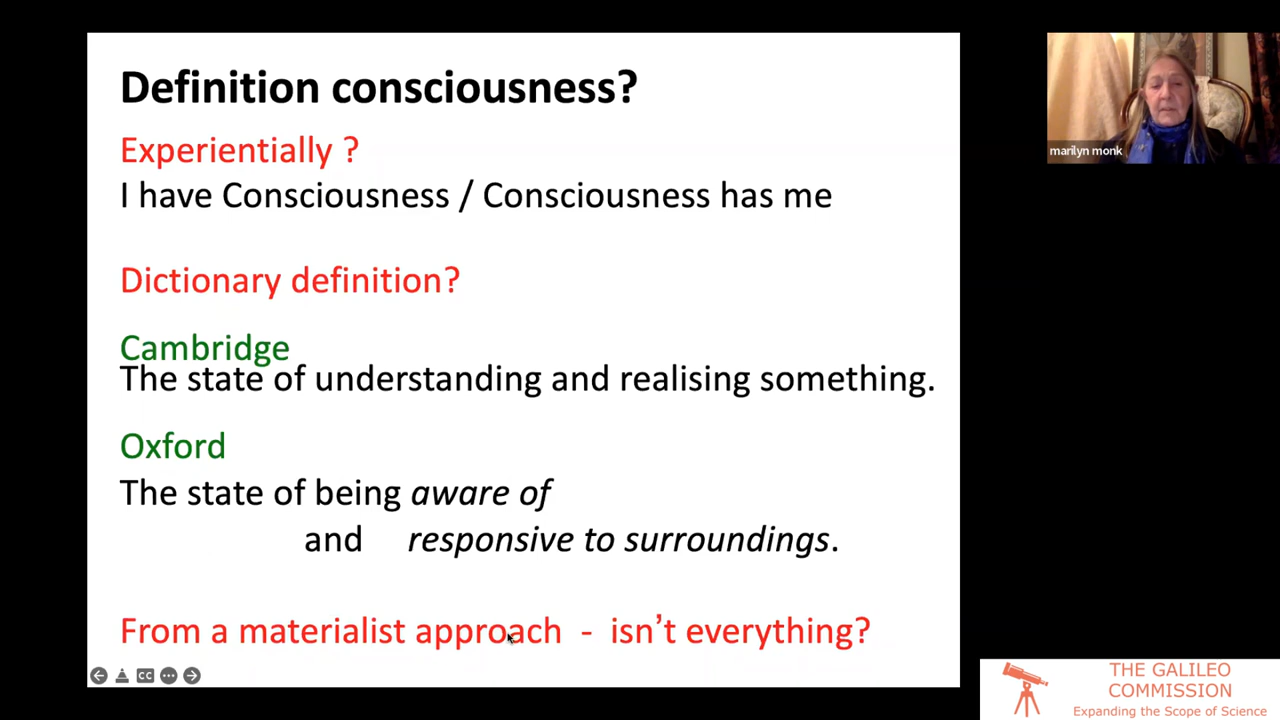 Definition consciousness?
Experientially ?
I have Consciousness / Consciousness has me
Dictionary definition?
Cambridge
The state of understanding and realising something.
Oxford
The state of being aware of
and responsive to surroundings.
From a materialist approach - isn’t everything?
CC
marilyn monk
THE GALILEO
COMMISSION
Expanding the Scope of Science